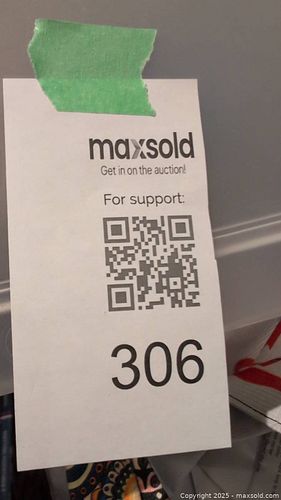 maxsold
Get in on the auction!
For support:
306
Copyright © 2025 - maxsold.com